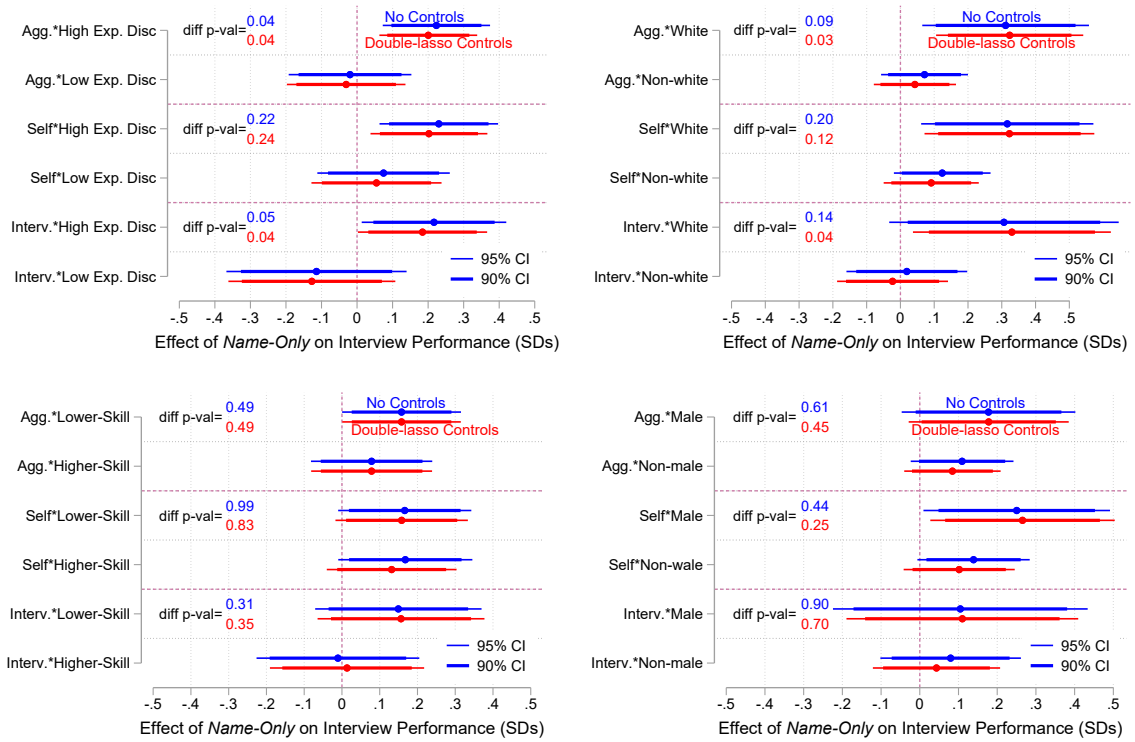 Agg.*High Exp. Disc
diff p-val= 0.04
0.04
No Controls
Double-lasso Controls
Agg.*Low Exp. Disc
Self*High Exp. Disc
diff p-val= 0.22
0.24
Self*Low Exp. Disc
Interv.*High Exp. Disc
diff p-val= 0.05
0.04
Interv.*Low Exp. Disc
95% CI
90% CI
-.5 -.4 -.3 -.2 -.1 0 .1 .2 .3 .4 .5
Effect of Name-Only on Interview Performance (SDs)
Agg.*White
diff p-val= 0.09
0.03
No Controls
Double-lasso Controls
Agg.*Non-white
Self*White
diff p-val= 0.20
0.12
Self*Non-white
Interv.*White
diff p-val= 0.14
0.04
Interv.*Non-white
95% CI
90% CI
-.5 -.4 -.3 -.2 -.1 0 .1 .2 .3 .4 .5
Effect of Name-Only on Interview Performance (SDs)
Agg.*Lower-Skill
diff p-val= 0.49
0.49
No Controls
Double-lasso Controls
Agg.*Higher-Skill
Self*Lower-Skill
diff p-val= 0.99
0.83
Self*Higher-Skill
Interv.*Lower-Skill
diff p-val= 0.31
0.35
Interv.*Higher-Skill
95% CI
90% CI
-.5 -.4 -.3 -.2 -.1 0 .1 .2 .3 .4 .5
Effect of Name-Only on Interview Performance (SDs)
Agg.*Male
diff p-val= 0.61
0.45
No Controls
Double-lasso Controls
Agg.*Non-male
Self*Male
diff p-val= 0.44
0.25
Self*Non-wale
Interv.*Male
diff p-val= 0.90
0.70
Interv.*Non-male
95% CI
90% CI
-.5 -.4 -.3 -.2 -.1 0 .1 .2 .3 .4 .5
Effect of Name-Only on Interview Performance (SDs)